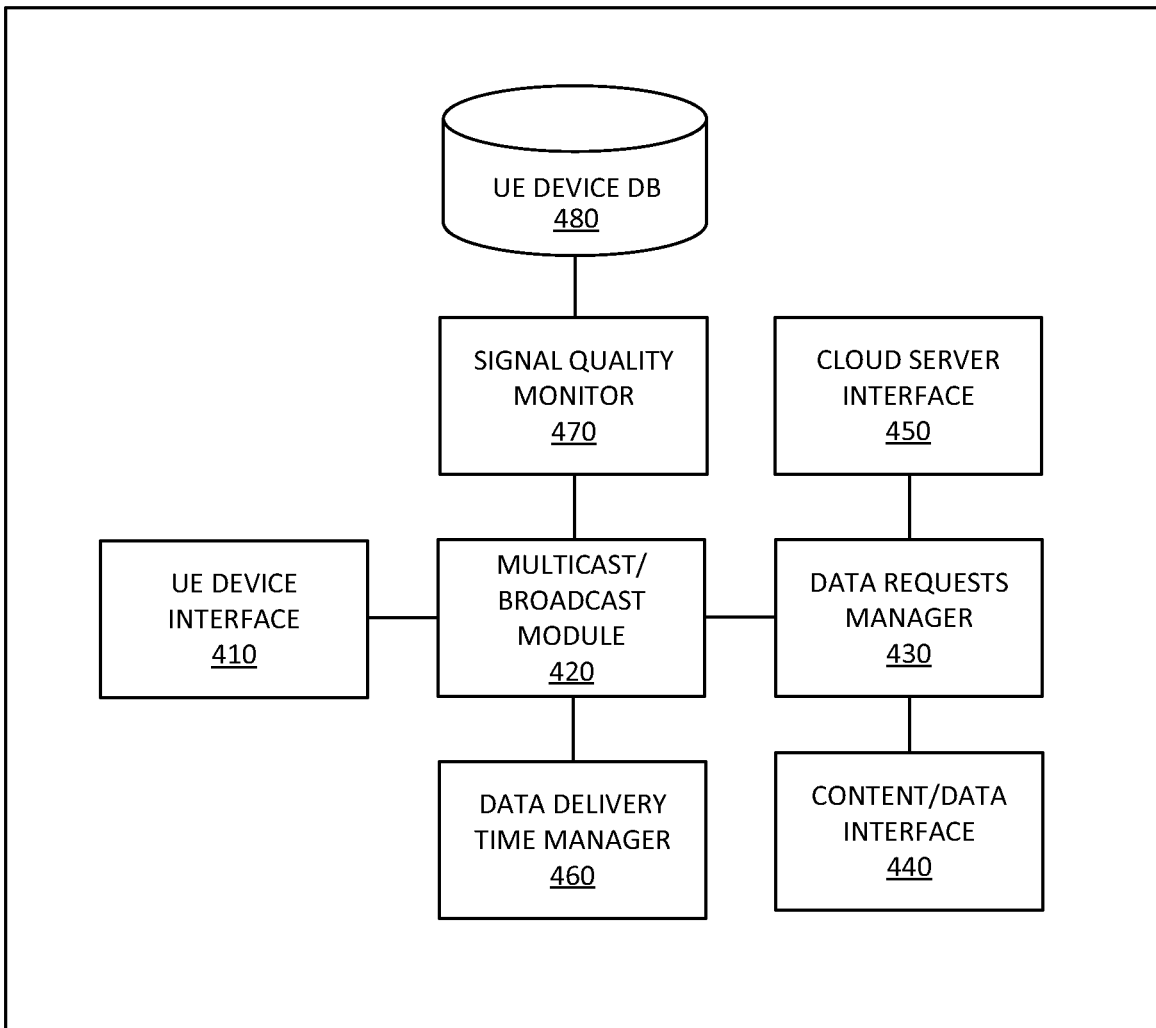 UE DEVICE DB
480
SIGNAL QUALITY
MONITOR
470
CLOUD SERVER
INTERFACE
450
UE DEVICE
INTERFACE
410
MULTICAST/
BROADCAST
MODULE
420
DATA REQUESTS
MANAGER
430
DATA DELIVERY
TIME MANAGER
460
CONTENT/DATA
INTERFACE
440